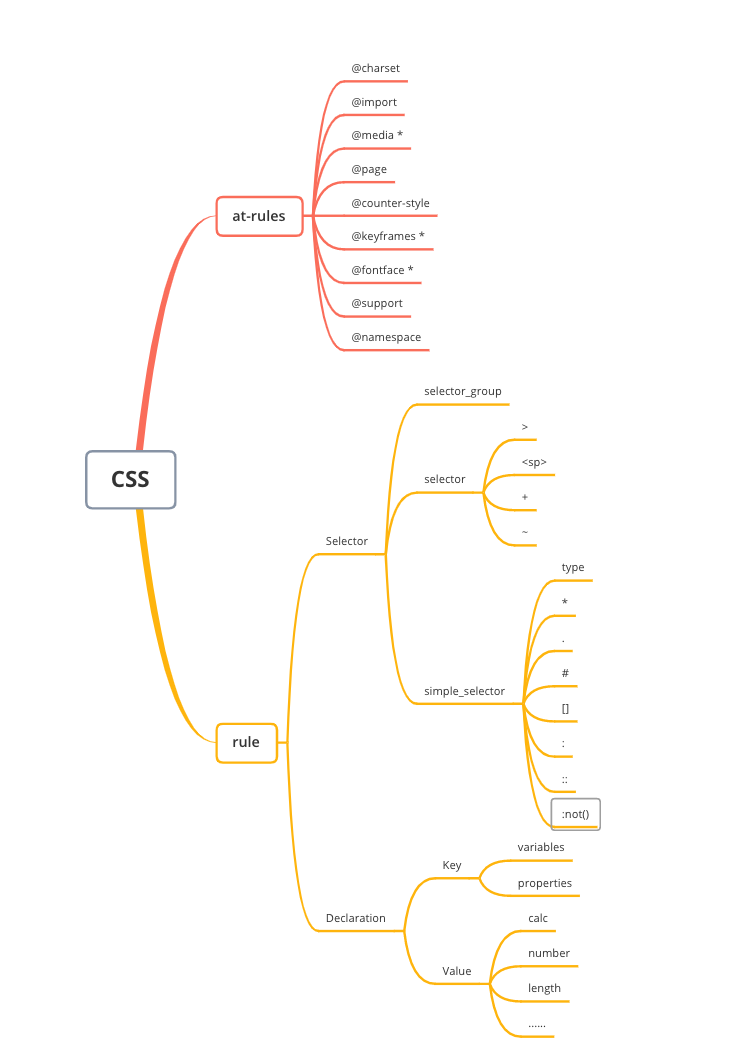 CSS
at-rules
@charset
@import
@media *
@page
@counter-style
@keyframes *
@fontface *
@support
@namespace
rule
Selector
selector_group
selector
>
<sp>
+
~
simple_selector
type
*
.
#
[]
:
::
:not()
Declaration
Key
variables
properties
Value
calc
number
length
……